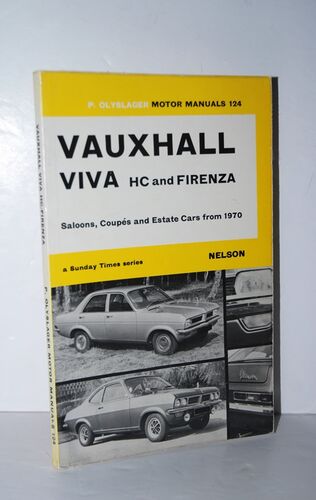 P. OLYSLAGER MOTOR MANUALS 124
VAUXHALL
VIVA HC and FIRENZA
Saloons, Coupés and Estate Cars from 1970
a Sunday Times series
NELSON
VAUXHALL VIVA HC FIRENZA
P. OLYSLAGER MOTOR MANUALS 124